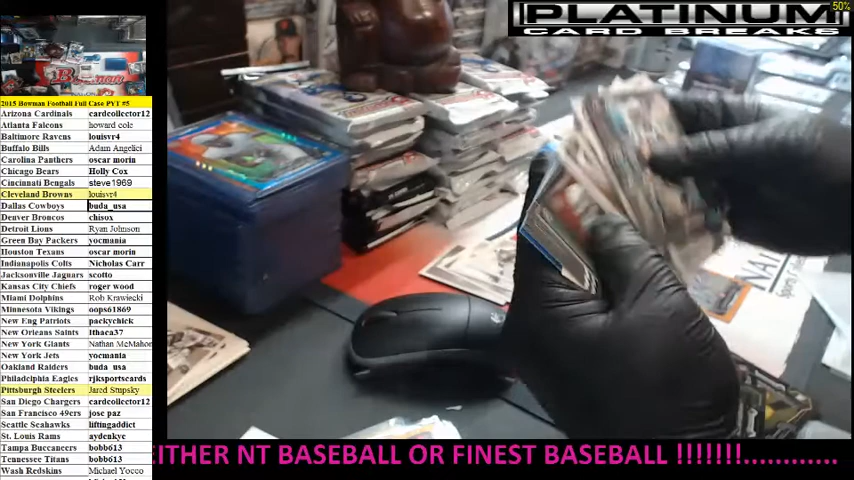 50%
PLATINUM
CARD BREAKS
2015 Bowman Football Full Case PYT #5
Arizona Cardinals cardcollector12
Atlanta Falcons howard cole
Baltimore Ravens louisvr4
Buffalo Bills Adam Angelici
Carolina Panthers oscar morin
Chicago Bears Holly Cox
Cincinnati Bengals steve1969
Cleveland Browns louisvr4
Dallas Cowboys buda_usa
Denver Broncos chisox
Detroit Lions Ryan Johnson
Green Bay Packers yocmania
Houston Texans oscar morin
Indianapolis Colts Nicholas Carr
Jacksonville Jaguars scotto
Kansas City Chiefs roger wood
Miami Dolphins Rob Krawiecki
Minnesota Vikings oops61869
New Eng Patriots packychick
New Orleans Saints Ithaca37
New York Giants Nathan McMahon
New York Jets yocmania
Oakland Raiders buda_usa
Philadelphia Eagles rjksportscards
Pittsburgh Steelers Jared Stupsky
San Diego Chargers cardcollector12
San Francisco 49ers jose paz
Seattle Seahawks liftingaddict
St. Louis Rams aydenkye
Tampa Buccaneers bobb613
Tennessee Titans bobb613
Wash Redskins Michael Yocco
EITHER NT BASEBALL OR FINEST BASEBALL !!!!!!!............